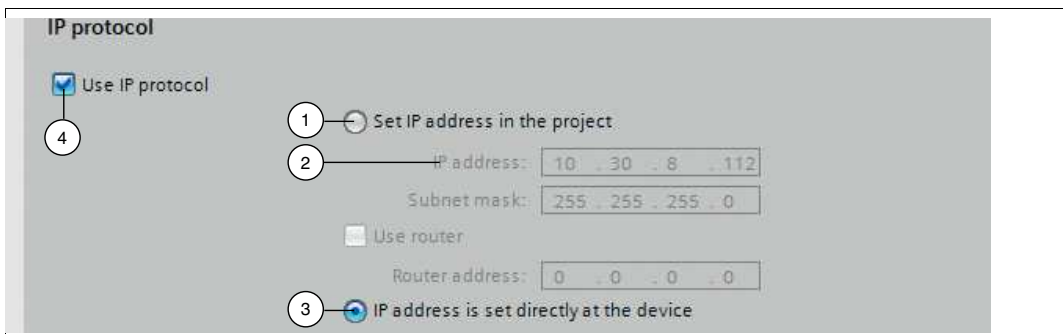 IP protocol
Use IP protocol
4
1 Set IP address in the project
2 IP address: 10 . 30 . 8 . 112
Subnet mask: 255 . 255 . 255 . 0
Use router
Router address: 0 . 0 . 0 . 0
3 IP address is set directly at the device